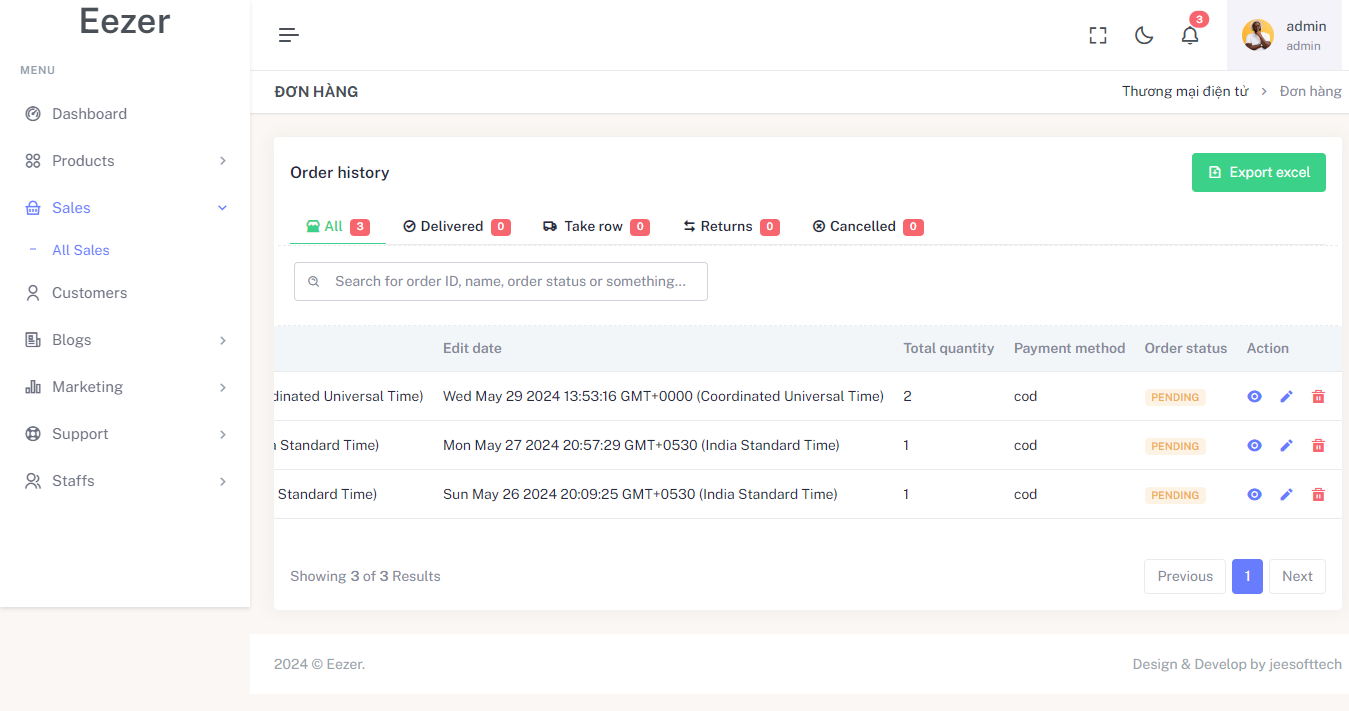 Eezer
3
admin
admin
MENU
ĐƠN HÀNG
Thương mại điện tử > Đơn hàng
Dashboard
Products
Sales
All Sales
Customers
Blogs
Marketing
Support
Staffs
Order history
Export excel
All 3 Delivered 0 Take row 0 Returns 0 Cancelled 0
Search for order ID, name, order status or something...
Edit date Total quantity Payment method Order status Action
dinated Universal Time) Wed May 29 2024 13:53:16 GMT+0000 (Coordinated Universal Time) 2 cod PENDING
Standard Time) Mon May 27 2024 20:57:29 GMT+0530 (India Standard Time) 1 cod PENDING
Standard Time) Sun May 26 2024 20:09:25 GMT+0530 (India Standard Time) 1 cod PENDING
Showing 3 of 3 Results
Previous 1 Next
2024 © Eezer.
Design & Develop by jeesofttech